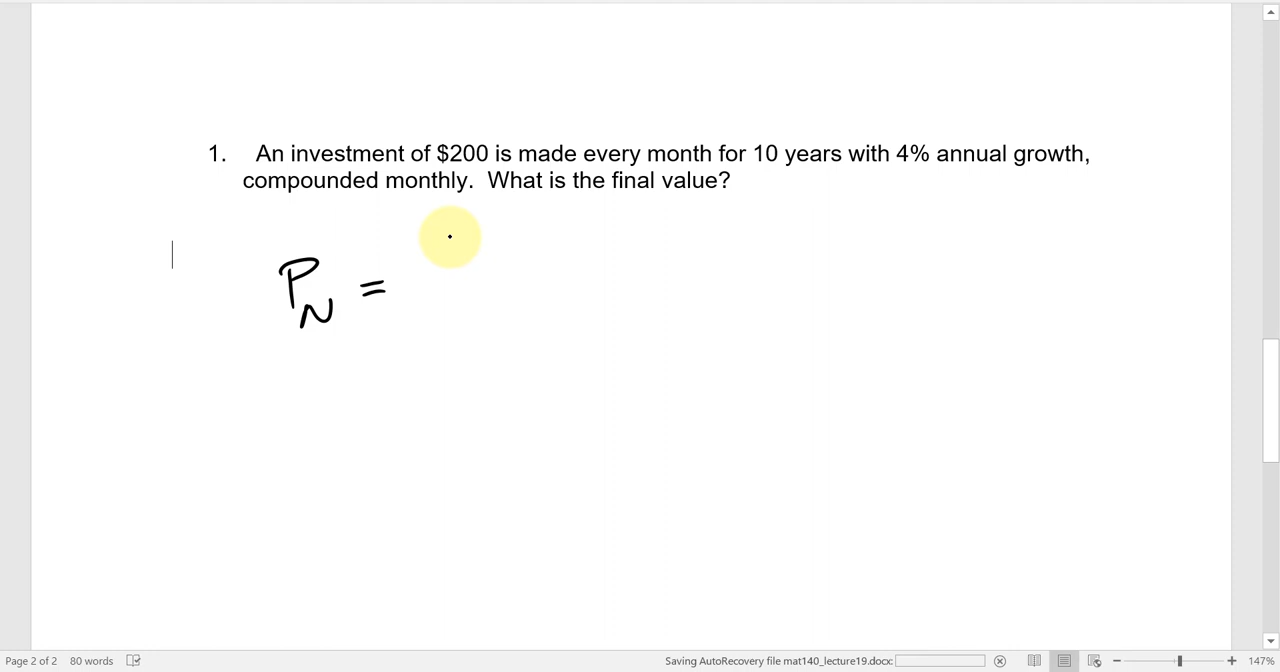 1. An investment of $200 is made every month for 10 years with 4% annual growth,
compounded monthly. What is the final value?
P_N =
Page 2 of 2 80 words Saving AutoRecovery file mat140_lecture19.docx: 147%